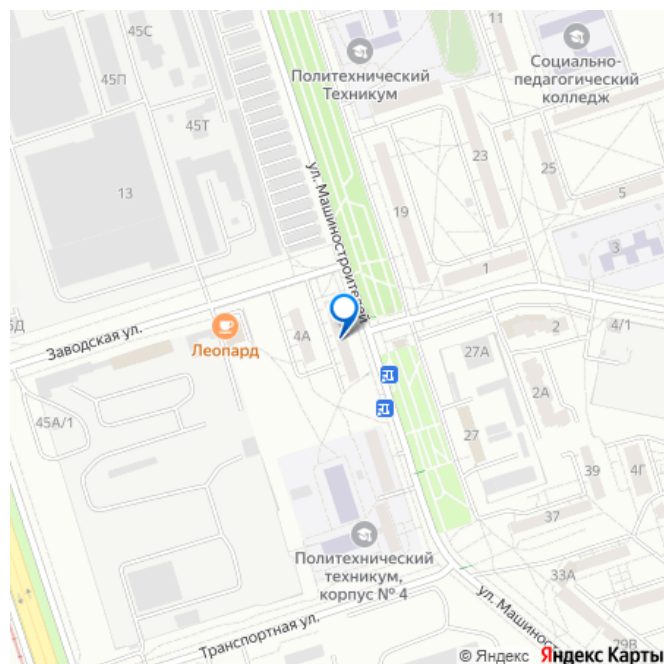 45С
11
Политехнический
Техникум
Социально-
педагогический
колледж
45П
45Т
23
25
13
5
ул. Машиностроителей
19
3
1
Заводская ул.
Леопард
4А
2
4/1
27А
2А
45А/1
27
39
4Г
37
Политехнический
техникум,
корпус № 4
33А
Транспортная ул.
ул. Машинос
29В
© Яндекс Яндекс Карты